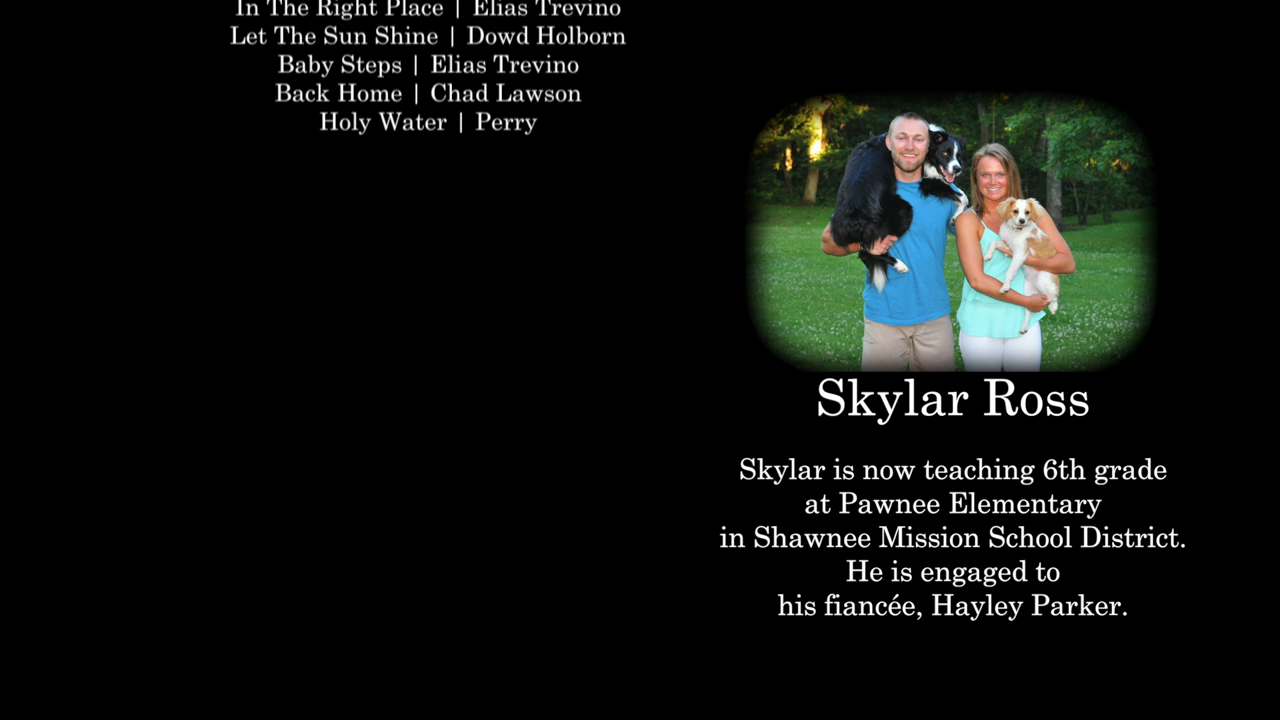 In The Right Place | Elias Trevino
Let The Sun Shine | Dowd Holborn
Baby Steps | Elias Trevino
Back Home | Chad Lawson
Holy Water | Perry
Skylar Ross
Skylar is now teaching 6th grade
at Pawnee Elementary
in Shawnee Mission School District.
He is engaged to
his fiancée, Hayley Parker.